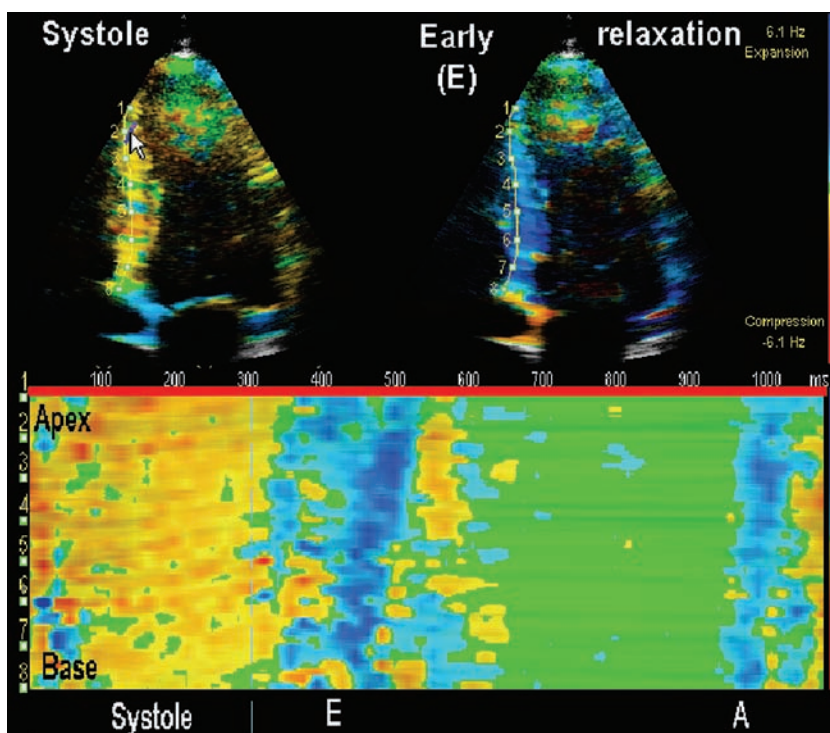 Systole Early relaxation
(E)
6.1 Hz
Expansion
1
2
3
4
5
6
7
8
1
2
3
4
5
6
7
8
Compression
-6.1 Hz
100 200 300 400 500 600 700 800 900 1000 ms
1
Apex
2
3
4
5
6
7
Base
8
Systole E A